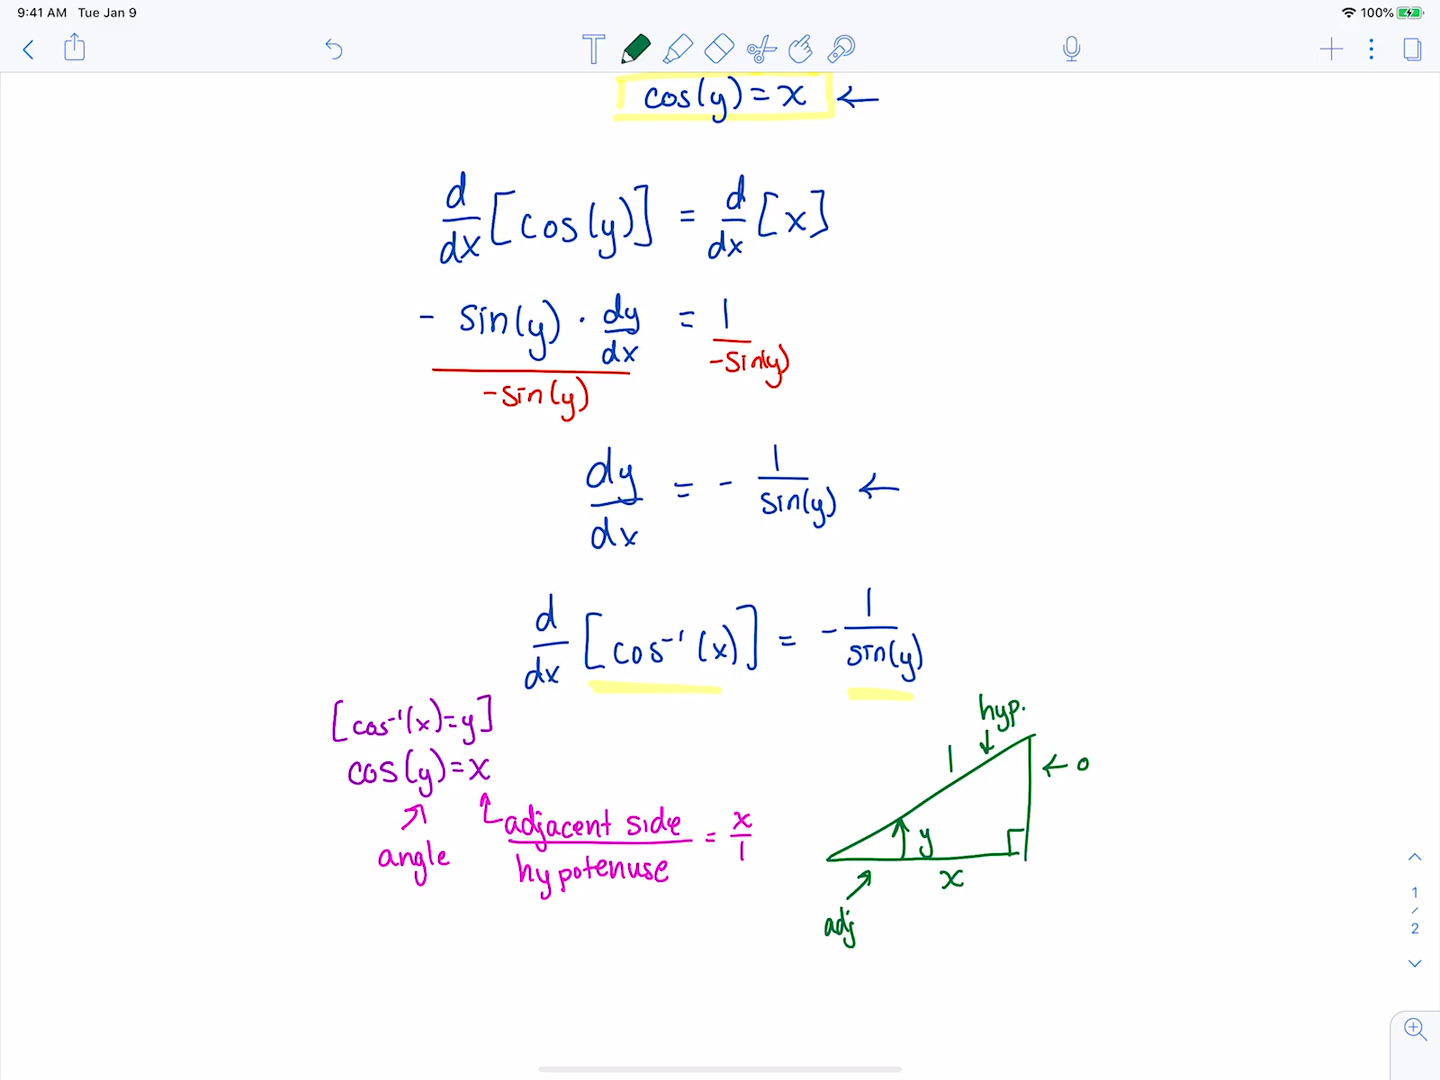 9:41 AM Tue Jan 9
100%
cos(y) = x ←
d/dx [cos(y)] = d/dx [x]
- sin(y) · dy/dx = 1
-sin(y) -sin(y)
dy/dx = - 1/sin(y) ←
d/dx [cos⁻¹(x)] = - 1/sin(y)
[cos⁻¹(x)=y]
cos(y)=x
angle
adjacent side/hypotenuse = x/1
hyp.
1
← o
y
x
adj
1
/
2